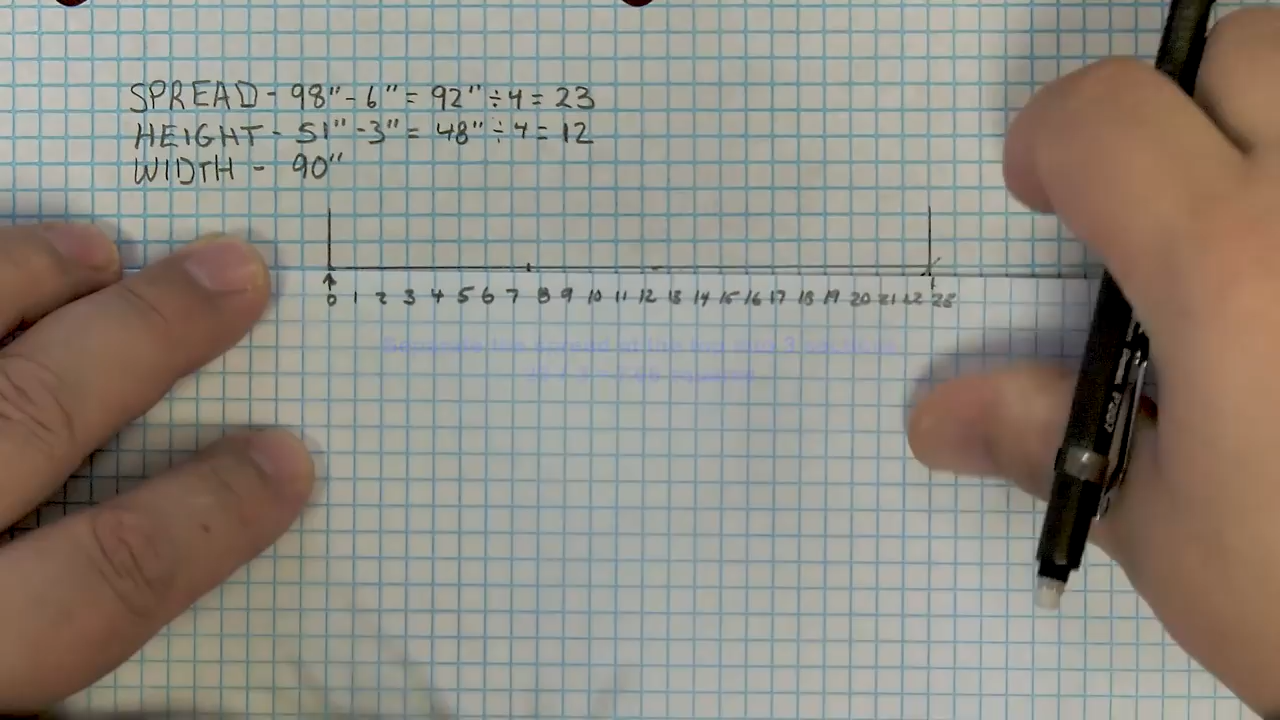 SPREAD - 98" - 6" = 92" ÷ 4 = 23
HEIGHT - 51" - 3" = 48" ÷ 4 = 12
WIDTH - 90"
0 1 2 3 4 5 6 7 8 9 10 11 12 13 14 15 16 17 18 19 20 21 22 23